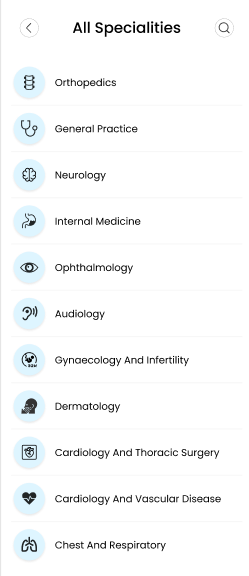 All Specialities
Orthopedics
General Practice
Neurology
Internal Medicine
Ophthalmology
Audiology
Gynaecology And Infertility
Dermatology
Cardiology And Thoracic Surgery
Cardiology And Vascular Disease
Chest And Respiratory